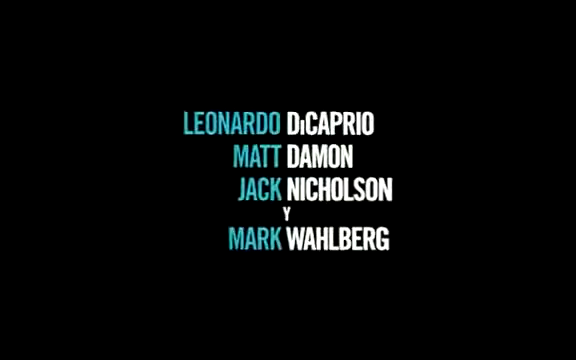 LEONARDO DiCAPRIO
MATT DAMON
JACK NICHOLSON
Y
MARK WAHLBERG